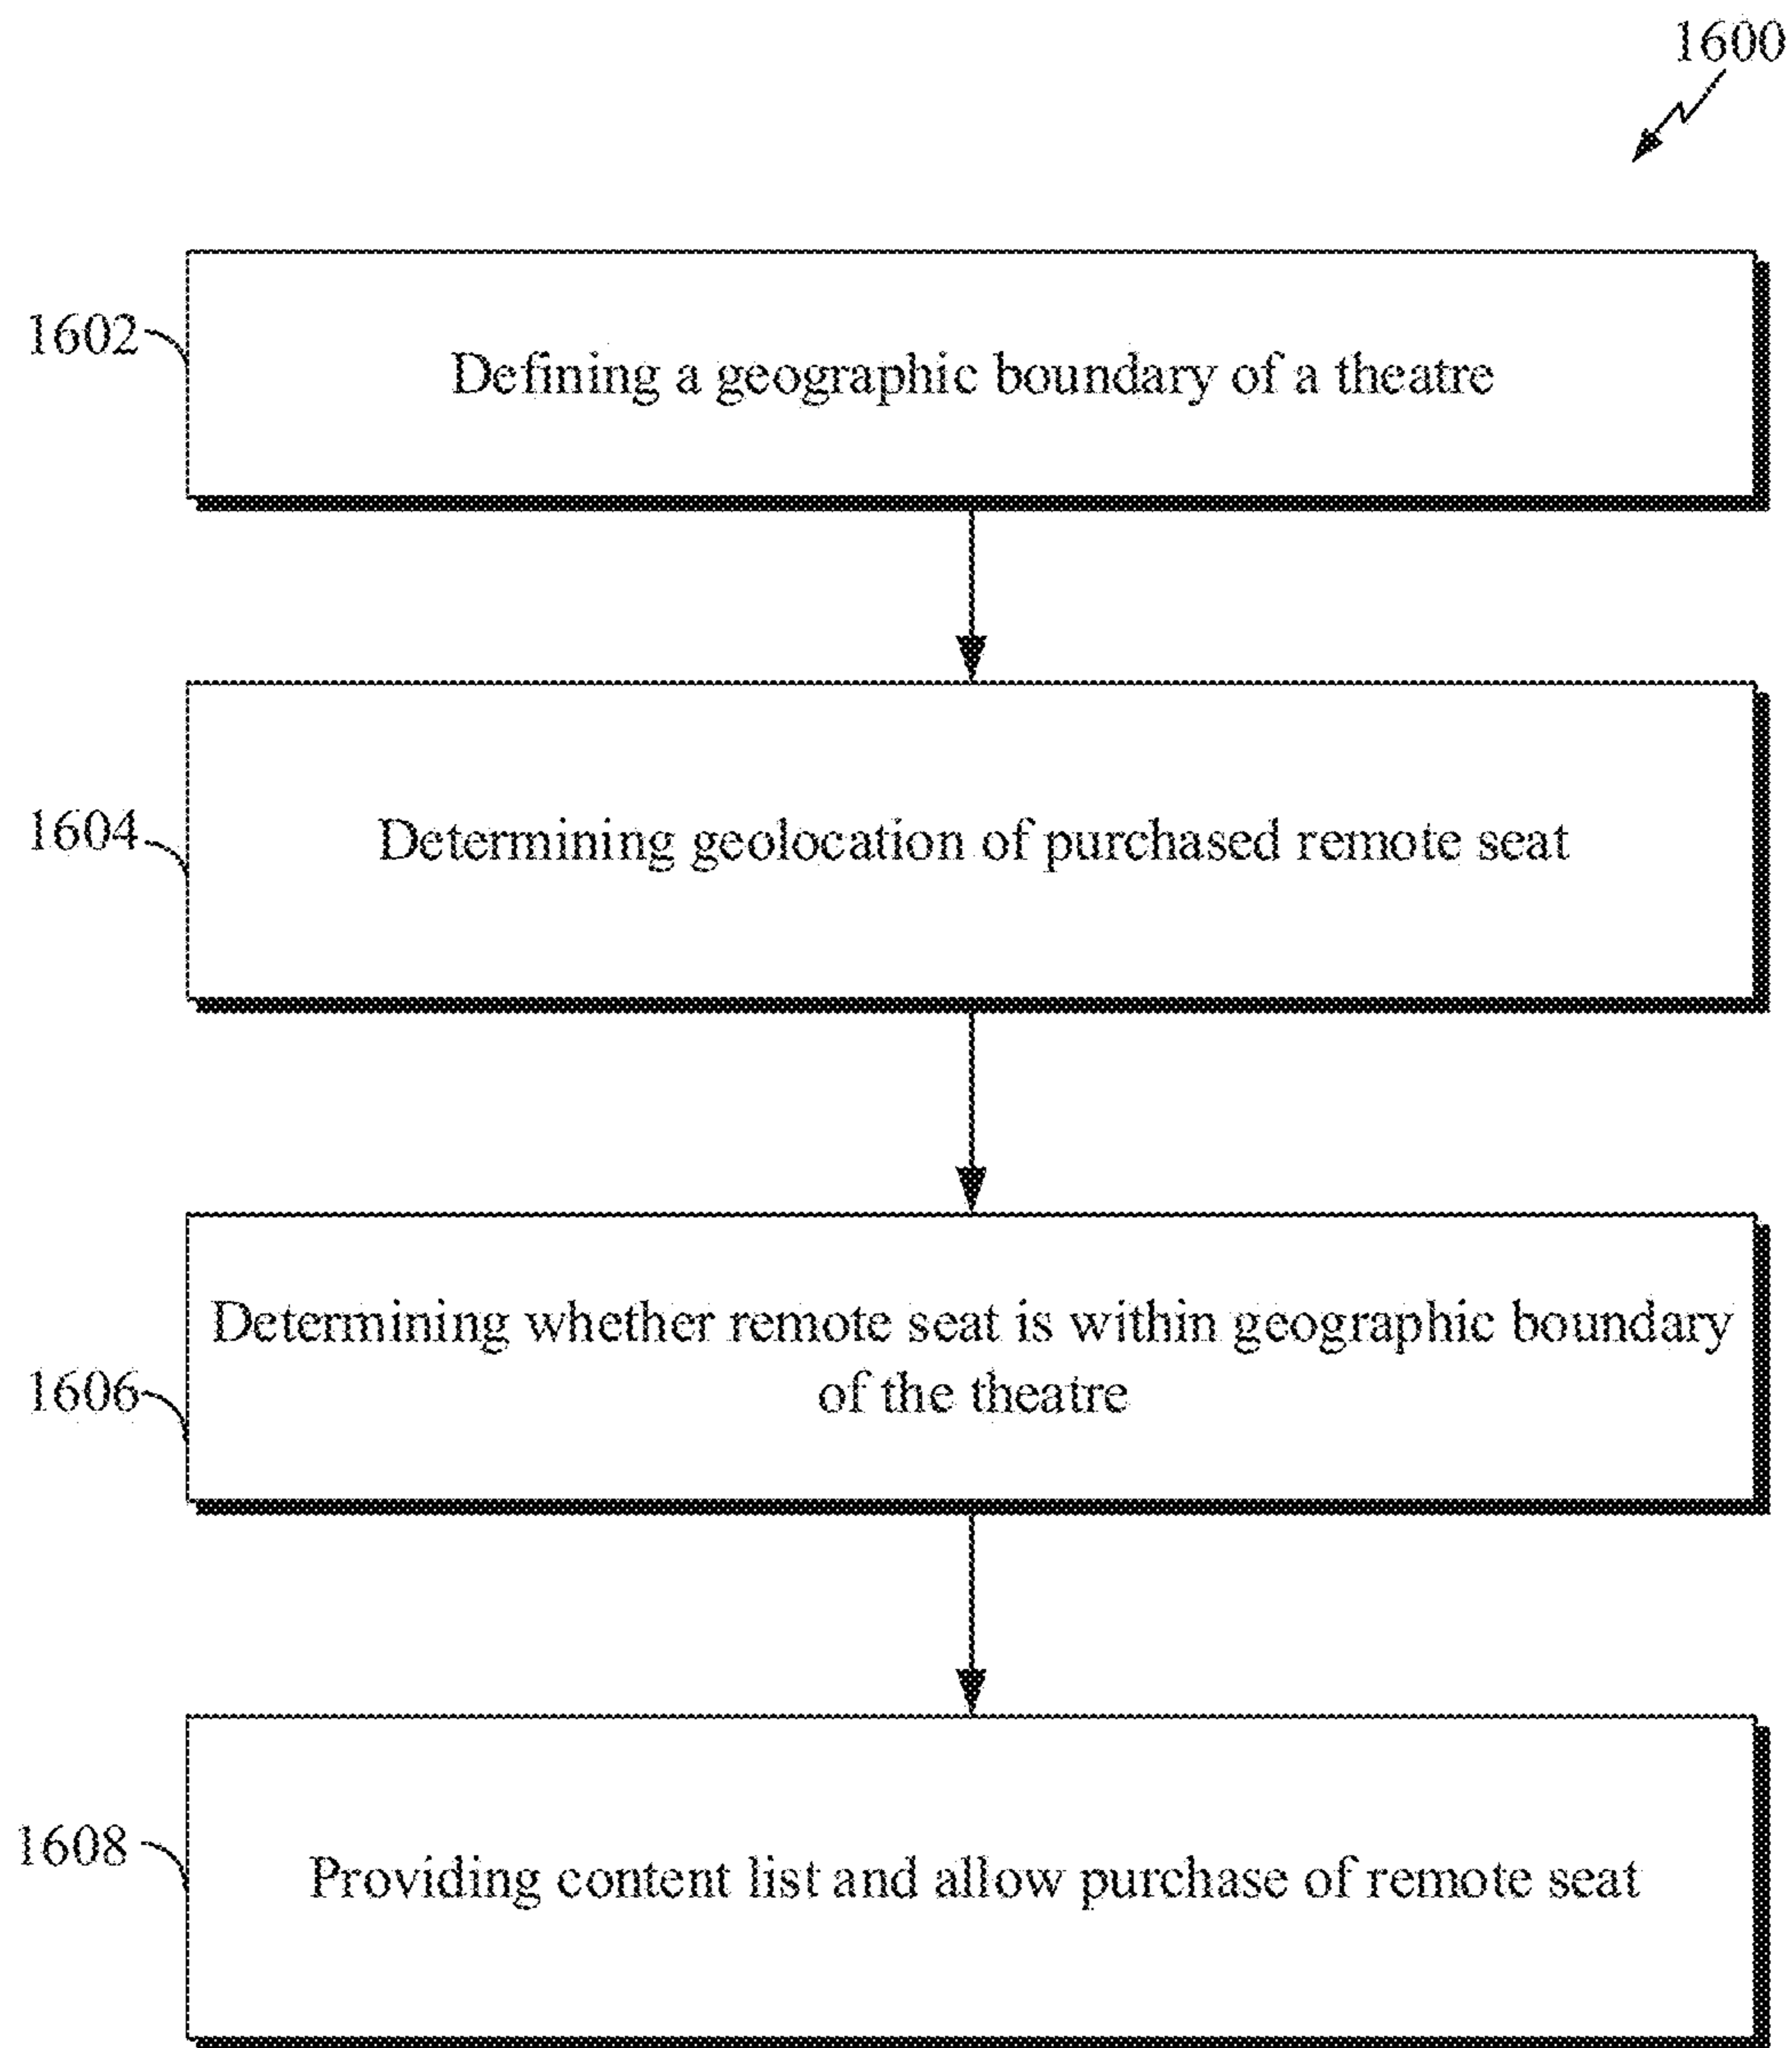 1600
1602
Defining a geographic boundary of a theatre
1604
Determining geolocation of purchased remote seat
1606
Determining whether remote seat is within geographic boundary
of the theatre
1608
Providing content list and allow purchase of remote seat